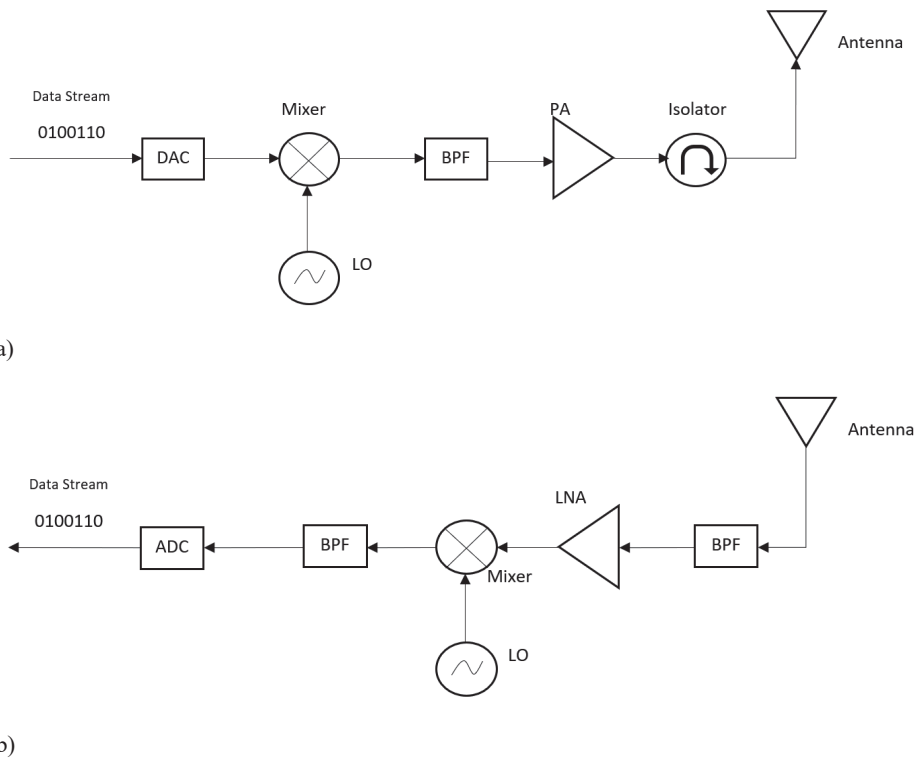 Antenna
Data Stream
0100110
Mixer
PA
Isolator
DAC
BPF
LO
a)
Antenna
Data Stream
0100110
LNA
ADC
BPF
BPF
Mixer
LO
b)